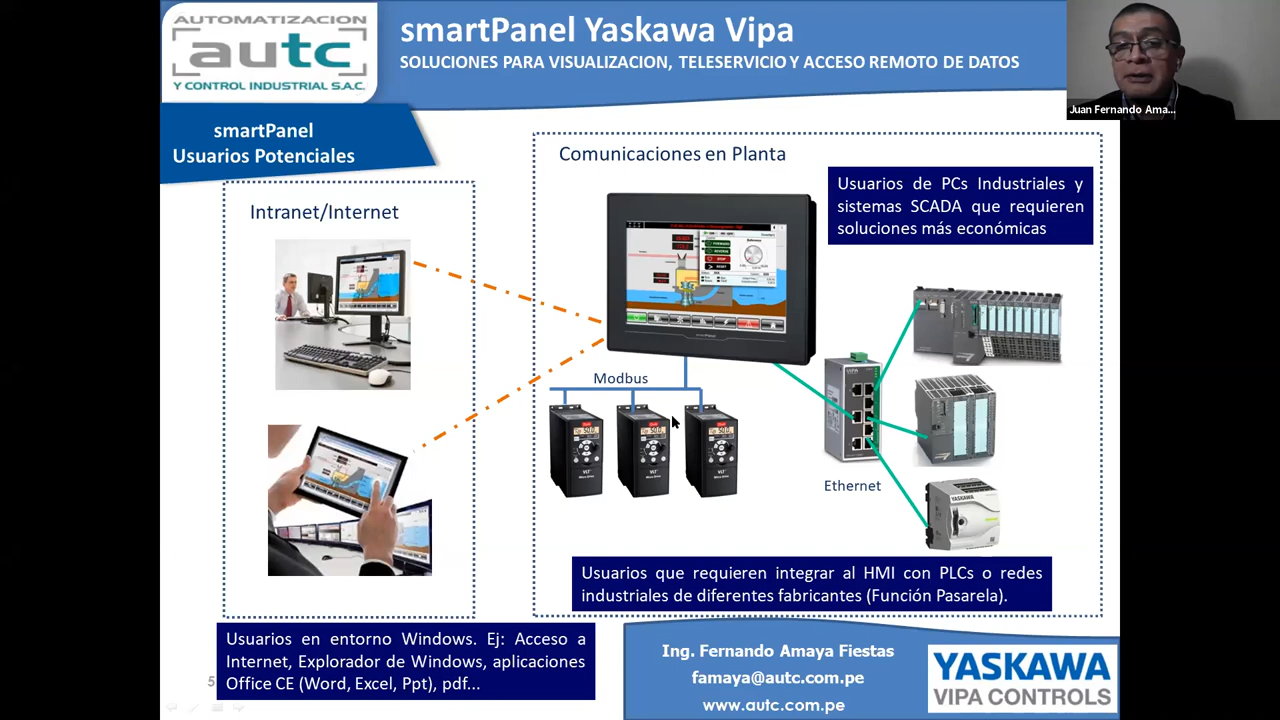 AUTOMATIZACION
autc
Y CONTROL INDUSTRIAL S.A.C.
smartPanel Yaskawa Vipa
SOLUCIONES PARA VISUALIZACION, TELESERVICIO Y ACCESO REMOTO DE DATOS
Juan Fernando Ama...
smartPanel
Usuarios Potenciales
Intranet/Internet
Comunicaciones en Planta
Usuarios de PCs Industriales y
sistemas SCADA que requieren
soluciones más económicas
Modbus
VIPA
Ethernet
YASKAWA
Usuarios que requieren integrar al HMI con PLCs o redes
industriales de diferentes fabricantes (Función Pasarela).
Usuarios en entorno Windows. Ej: Acceso a
Internet, Explorador de Windows, aplicaciones
Office CE (Word, Excel, Ppt), pdf...
5
Ing. Fernando Amaya Fiestas
famaya@autc.com.pe
www.autc.com.pe
YASKAWA
VIPA CONTROLS